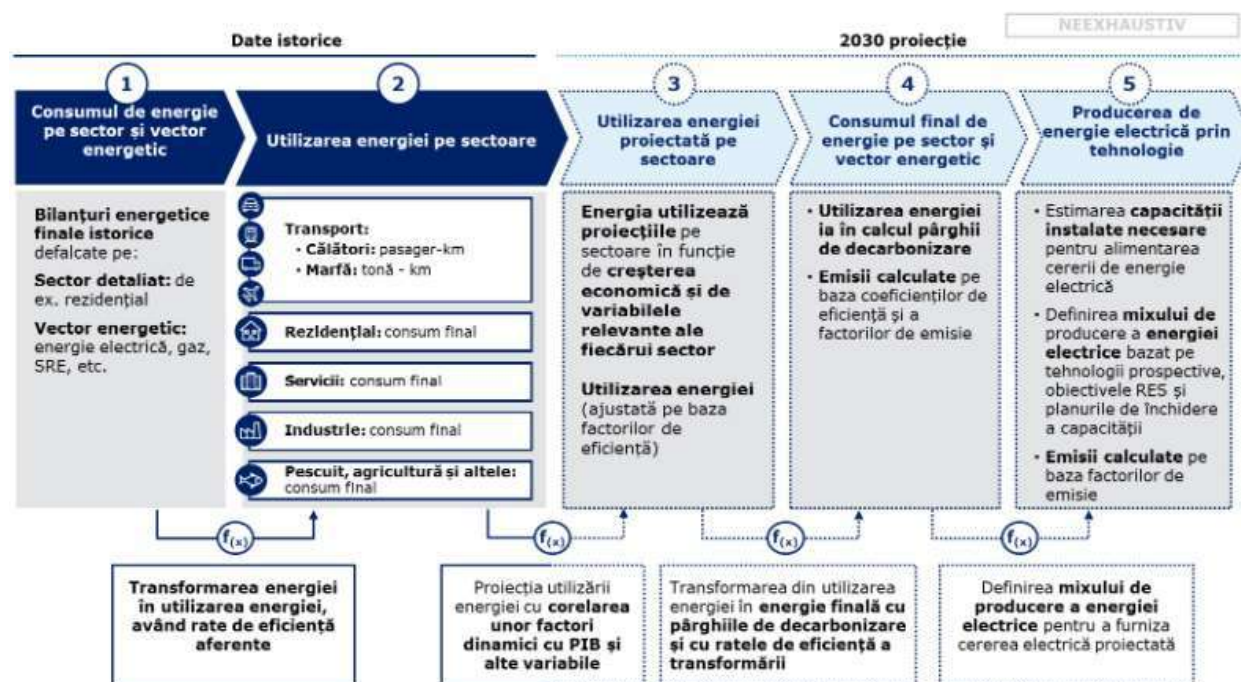 NEEXHAUSTIV
Date istorice
2030 proiecție
1
2
3
4
5
Consumul de energie
pe sector și vector
energetic
Utilizarea energiei pe sectoare
Utilizarea energiei
proiectată pe
sectoare
Consumul final de
energie pe sector și
vector energetic
Producerea de
energie electrică prin
tehnologie
Bilanțuri energetice
finale istorice
defalcate pe:
Sector detaliat: de
ex. rezidențial
Vector energetic:
energie electrică, gaz,
SRE, etc.
Transport:
• Călători: pasager-km
• Marfă: tonă - km
Rezidențial: consum final
Servicii: consum final
Industrie: consum final
Pescuit, agricultură și altele:
consum final
Energia utilizează
proiecțiile pe
sectoare în funcție
de creșterea
economică și de
variabilele
relevante ale
fiecărui sector
Utilizarea energiei
(ajustată pe baza
factorilor de
eficiență)
• Utilizarea energiei
ia în calcul pârghii
de decarbonizare
• Emisii calculate pe
baza coeficienților de
eficiență și a
factorilor de emisie
• Estimarea capacității
instalate necesare
pentru alimentarea
cererii de energie
electrică
• Definirea mixului de
producere a energiei
electrice bazat pe
tehnologii prospective,
obiectivele RES și
planurile de închidere
a capacității
• Emisii calculate pe
baza factorilor de
emisie
f(x)
f(x)
f(x)
f(x)
Transformarea energiei
în utilizarea energiei,
având rate de eficiență
aferente
Proiecția utilizării
energiei cu corelarea
unor factori
dinamici cu PIB și
alte variabile
Transformarea din utilizarea
energiei în energie finală cu
pârghiile de decarbonizare
și cu ratele de eficiență a
transformării
Definirea mixului de
producere a energiei
electrice pentru a furniza
cererea electrică proiectată